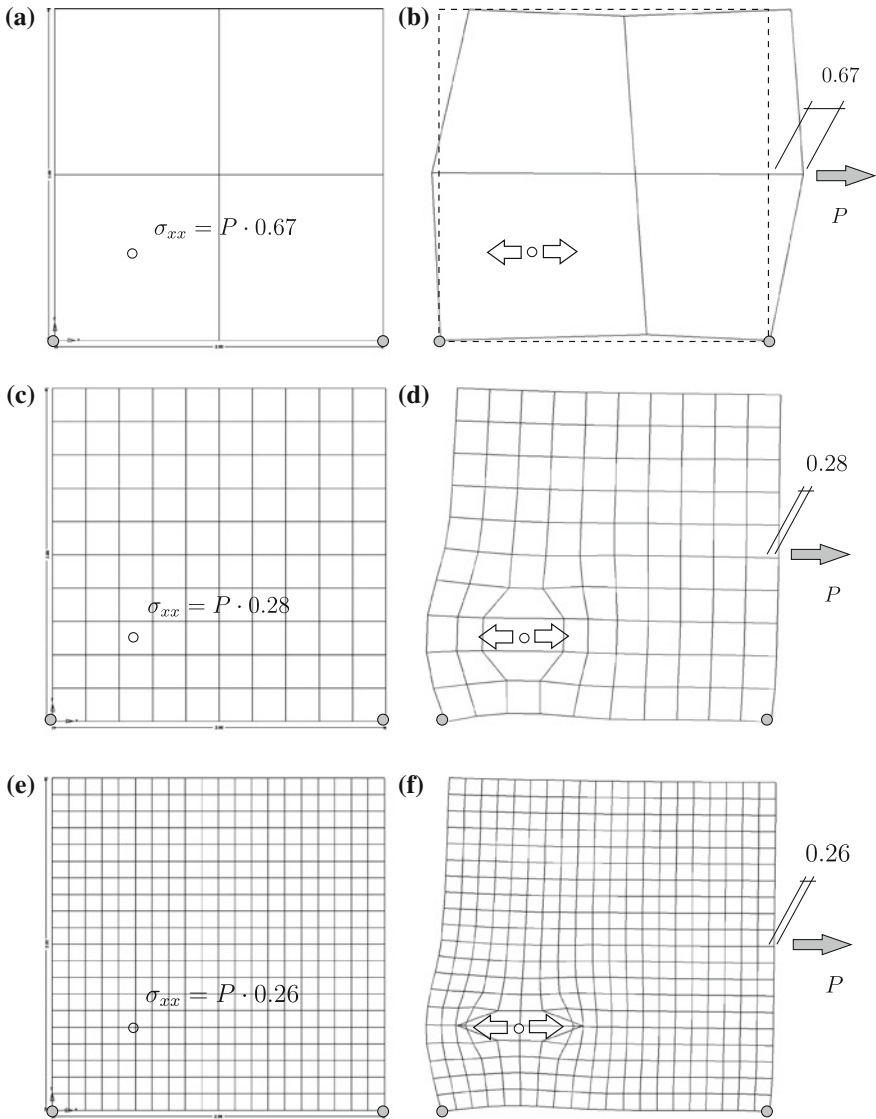 (a)
(b)
0.67
σxx = P · 0.67
P
(c)
(d)
0.28
σxx = P · 0.28
P
(e)
(f)
0.26
σxx = P · 0.26
P